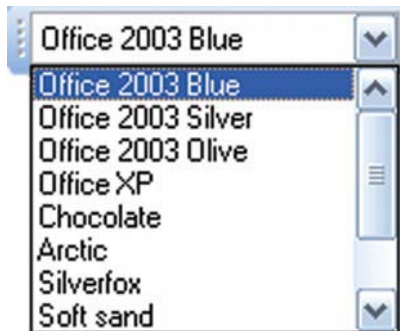 Office 2003 Blue
Office 2003 Blue
Office 2003 Silver
Office 2003 Olive
Office XP
Chocolate
Arctic
Silverfox
Soft sand